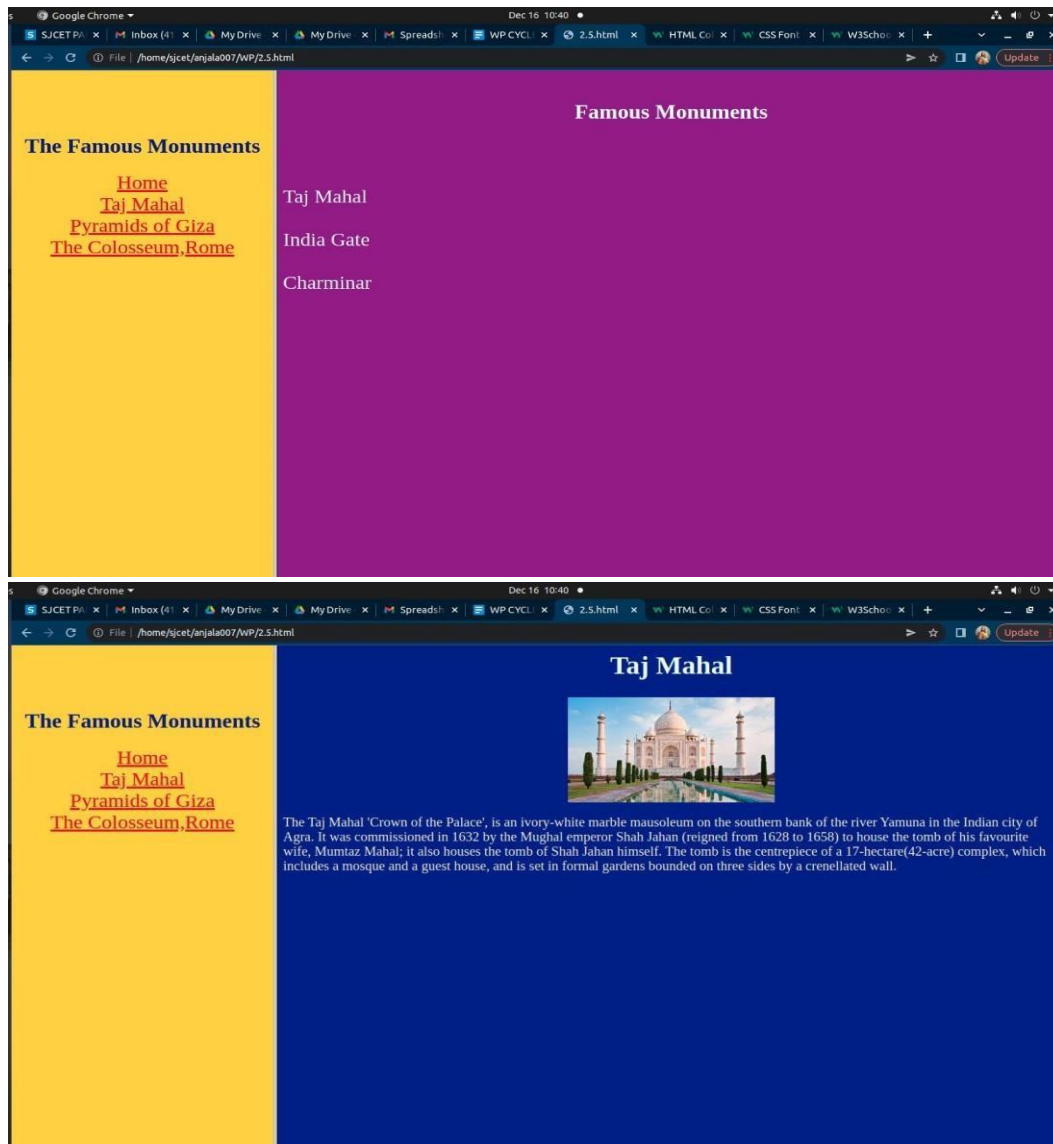 s Google Chrome Dec 16 10:40
SJCET PA My Drive My Drive WP CYCL 2.5.html HTML Col CSS Font W3Schoo
File | /home/sjcet/anjala007/WP/2.5.html Update
Famous Monuments
The Famous Monuments
Home
Taj Mahal
Pyramids of Giza
The Colosseum,Rome
Taj Mahal
India Gate
Charminar
s Google Chrome Dec 16 10:40
SJCET PA My Drive My Drive WP CYCL 2.5.html HTML Col CSS Font W3Schoo
File | /home/sjcet/anjala007/WP/2.5.html Update
Taj Mahal
The Famous Monuments
Home
Taj Mahal
Pyramids of Giza
The Colosseum,Rome
The Taj Mahal 'Crown of the Palace', is an ivory-white marble mausoleum on the southern bank of the river Yamuna in the Indian city of
Agra. It was commissioned in 1632 by the Mughal emperor Shah Jahan (reigned from 1628 to 1658) to house the tomb of his favourite
wife, Mumtaz Mahal; it also houses the tomb of Shah Jahan himself. The tomb is the centrepiece of a 17-hectare(42-acre) complex, which
includes a mosque and a guest house, and is set in formal gardens bounded on three sides by a crenellated wall.